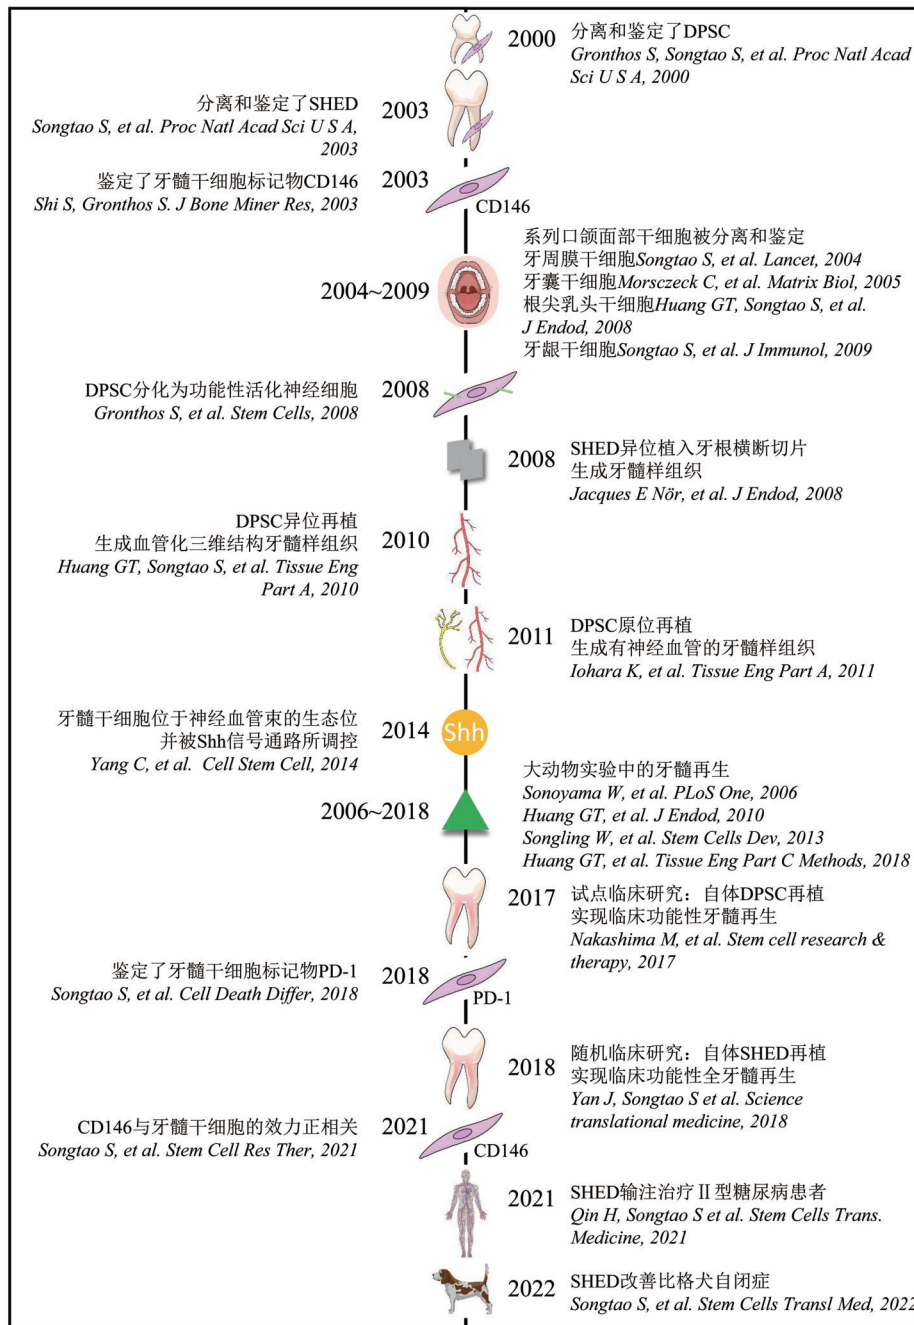 2000
分离和鉴定了DPSC
Gronthos S, Songtao S, et al. Proc Natl Acad
Sci U S A, 2000
分离和鉴定了SHED
Songtao S, et al. Proc Natl Acad Sci U S A,
2003
2003
鉴定了牙髓干细胞标记物CD146
Shi S, Gronthos S. J Bone Miner Res, 2003
2003
CD146
2004~2009
系列口颌面部干细胞被分离和鉴定
牙周膜干细胞Songtao S, et al. Lancet, 2004
牙囊干细胞Morsczeck C, et al. Matrix Biol, 2005
根尖乳头干细胞Huang GT, Songtao S, et al.
J Endod, 2008
牙龈干细胞Songtao S, et al. J Immunol, 2009
DPSC分化为功能性活化神经细胞
Gronthos S, et al. Stem Cells, 2008
2008
2008
SHED异位植入牙根横断切片
生成牙髓样组织
Jacques E Nör, et al. J Endod, 2008
DPSC异位再植
生成血管化三维结构牙髓样组织
Huang GT, Songtao S, et al. Tissue Eng
Part A, 2010
2010
2011
DPSC原位再植
生成有神经血管的牙髓样组织
Iohara K, et al. Tissue Eng Part A, 2011
牙髓干细胞位于神经血管束的生态位
并被Shh信号通路所调控
Yang C, et al. Cell Stem Cell, 2014
2014
Shh
2006~2018
大动物实验中的牙髓再生
Sonoyama W, et al. PLoS One, 2006
Huang GT, et al. J Endod, 2010
Songling W, et al. Stem Cells Dev, 2013
Huang GT, et al. Tissue Eng Part C Methods, 2018
2017
试点临床研究：自体DPSC再植
实现临床功能性牙髓再生
Nakashima M, et al. Stem cell research &
therapy, 2017
鉴定了牙髓干细胞标记物PD-1
Songtao S, et al. Cell Death Differ, 2018
2018
PD-1
2018
随机临床研究：自体SHED再植
实现临床功能性全牙髓再生
Yan J, Songtao S et al. Science
translational medicine, 2018
CD146与牙髓干细胞的效力正相关
Songtao S, et al. Stem Cell Res Ther, 2021
2021
CD146
2021
SHED输注治疗Ⅱ型糖尿病患者
Qin H, Songtao S et al. Stem Cells Trans.
Medicine, 2021
2022
SHED改善比格犬自闭症
Songtao S, et al. Stem Cells Transl Med, 2022